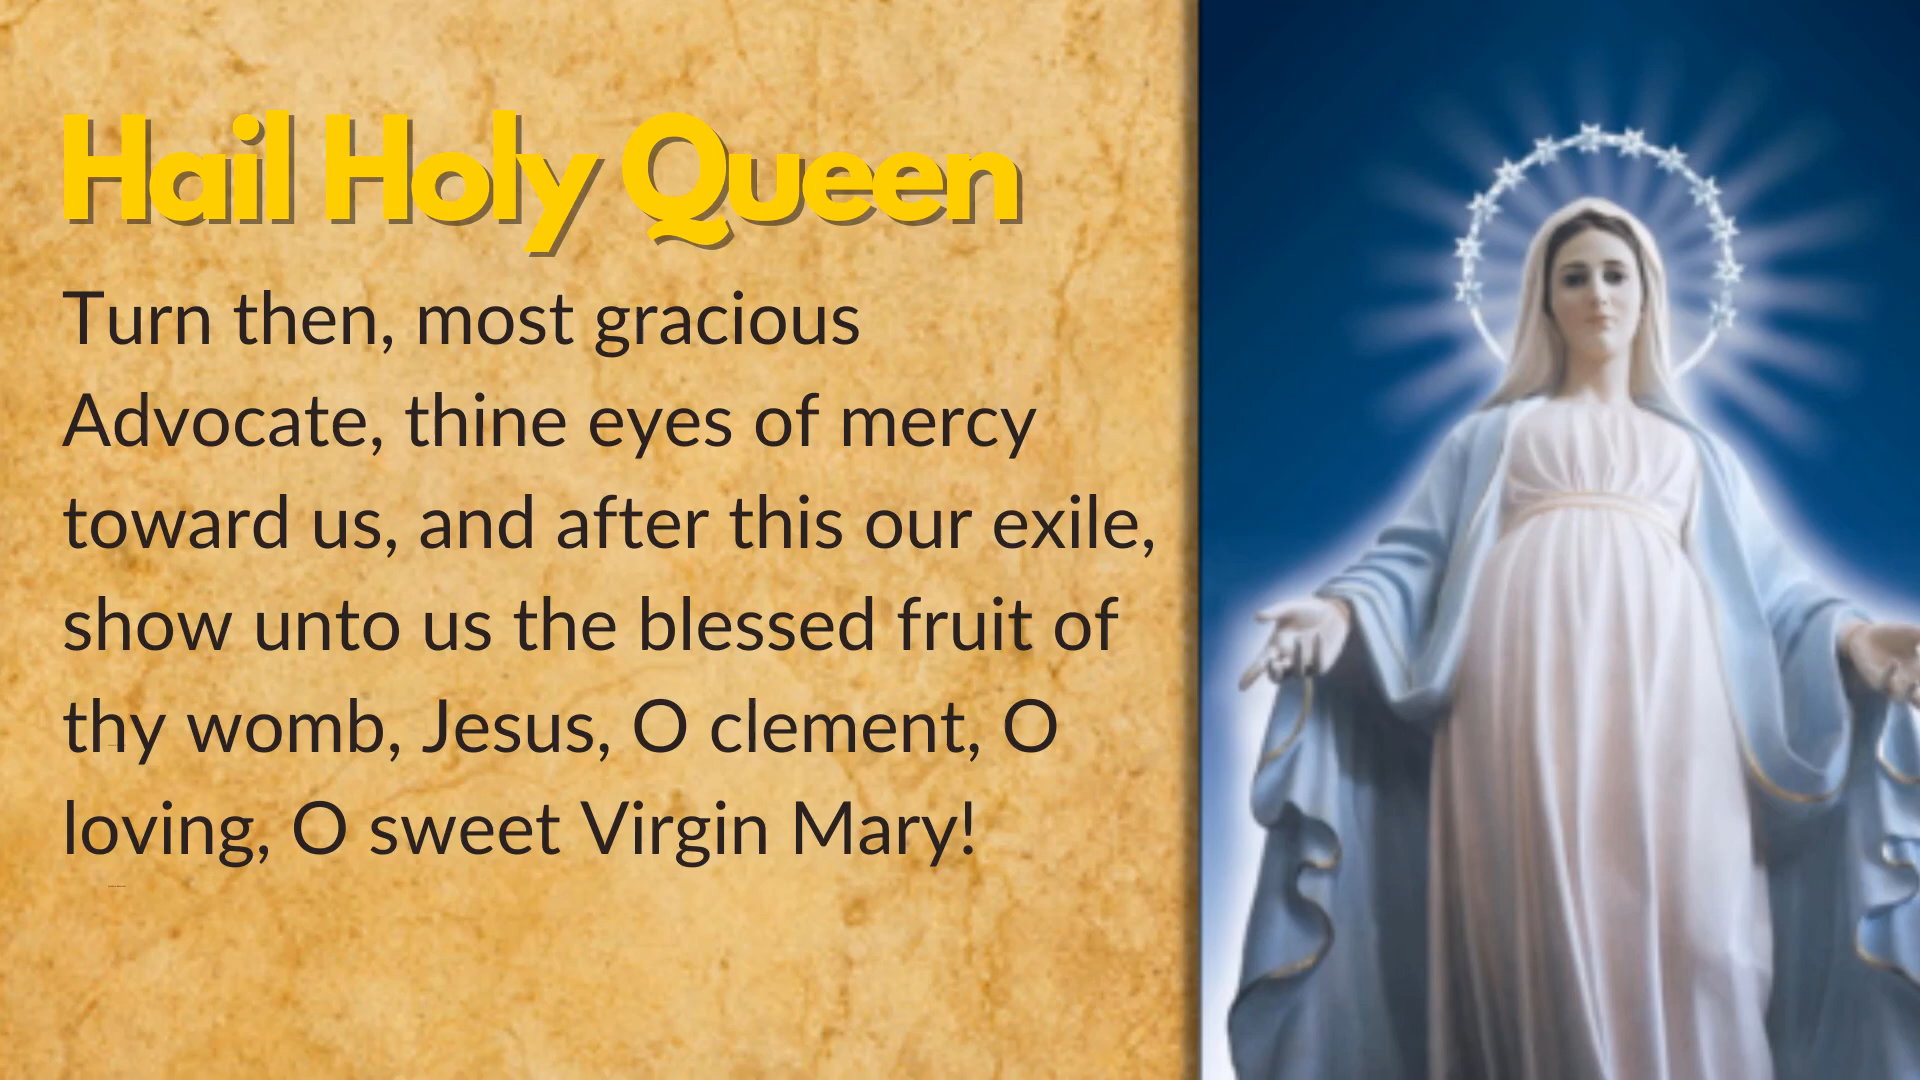 Hail Holy Queen
Turn then, most gracious
Advocate, thine eyes of mercy
toward us, and after this our exile,
show unto us the blessed fruit of
thy womb, Jesus, O clement, O
loving, O sweet Virgin Mary!